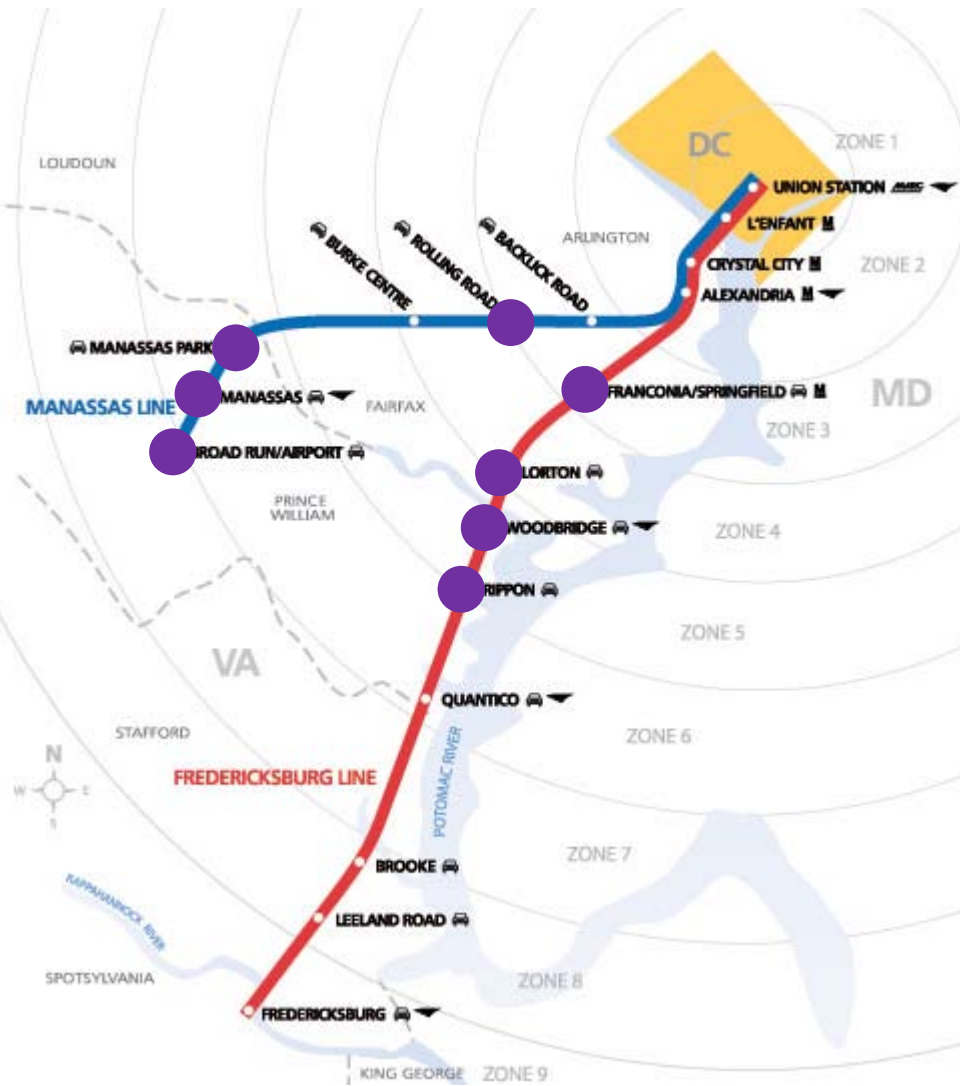 DC
ZONE 1
LOUDOUN
UNION STATION
L'ENFANT M
BACKLICK ROAD
ROLLING ROAD
BURKE CENTRE
ARLINGTON
CRYSTAL CITY M
ZONE 2
ALEXANDRIA M
MANASSAS PARK
MANASSAS
FRANCONIA/SPRINGFIELD M
MD
MANASSAS LINE
FAIRFAX
ZONE 3
ROAD RUN/AIRPORT
LORTON
PRINCE
WILLIAM
WOODBRIDGE
ZONE 4
RIPPON
ZONE 5
VA
QUANTICO
STAFFORD
ZONE 6
N
W E
S
FREDERICKSBURG LINE
POTOMAC RIVER
ZONE 7
BROOKE
RAPPAHANNOCK RIVER
LEELAND ROAD
SPOTSYLVANIA
ZONE 8
FREDERICKSBURG
KING GEORGE
ZONE 9